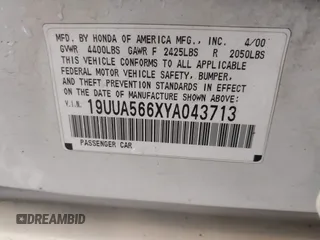 MFD. BY HONDA OF AMERICA MFG., INC. 4/00
GVWR 4400LBS GAWR F 2425LBS R 2050LBS
THIS VEHICLE CONFORMS TO ALL APPLICABLE
FEDERAL MOTOR VEHICLE SAFETY, BUMPER,
AND THEFT PREVENTION STANDARDS IN EFFECT
ON THE DATE OF MANUFACTURE SHOWN ABOVE.
V.I.N. 19UUA566XYA043713
PASSENGER CAR
DREAMBID